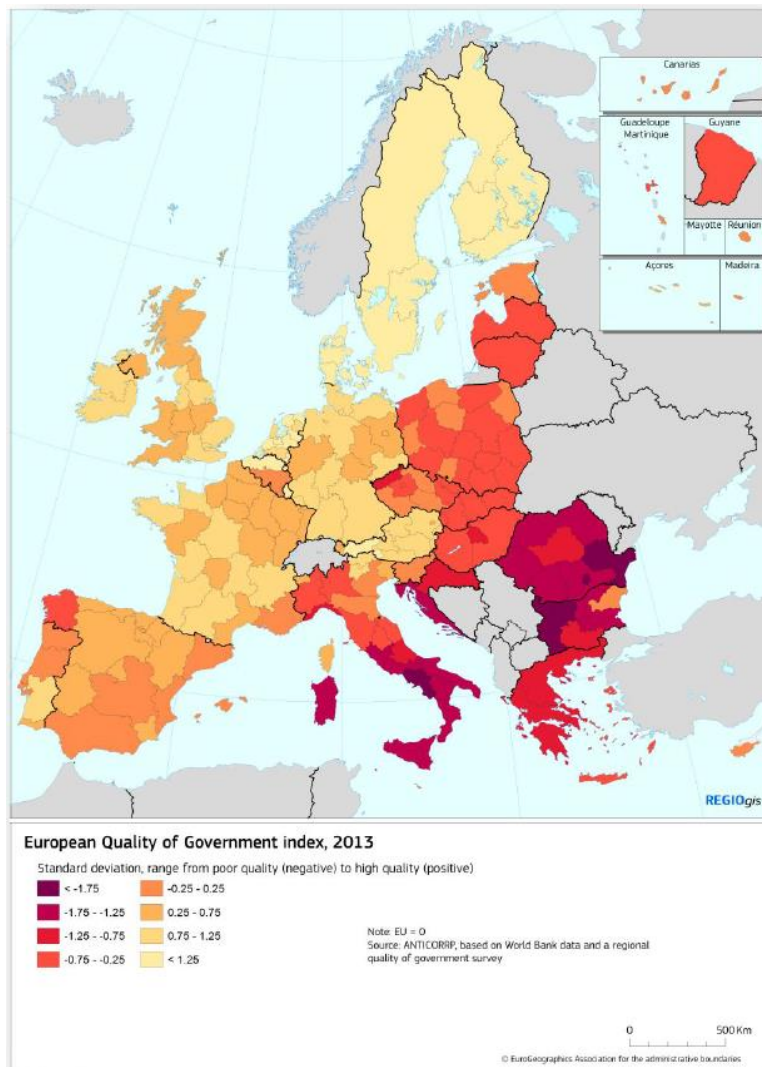 Canarias
Guadeloupe
Martinique
Guyane
Mayotte
Réunion
Açores
Madeira
REGIOgis
European Quality of Government index, 2013
Standard deviation, range from poor quality (negative) to high quality (positive)
< -1.75
-1.75 - -1.25
-1.25 - -0.75
-0.75 - -0.25
-0.25 - 0.25
0.25 - 0.75
0.75 - 1.25
< 1.25
Note: EU = 0
Source: ANTICORRP, based on World Bank data and a regional
quality of government survey
0 500 Km
© EuroGeographics Association for the administrative boundaries